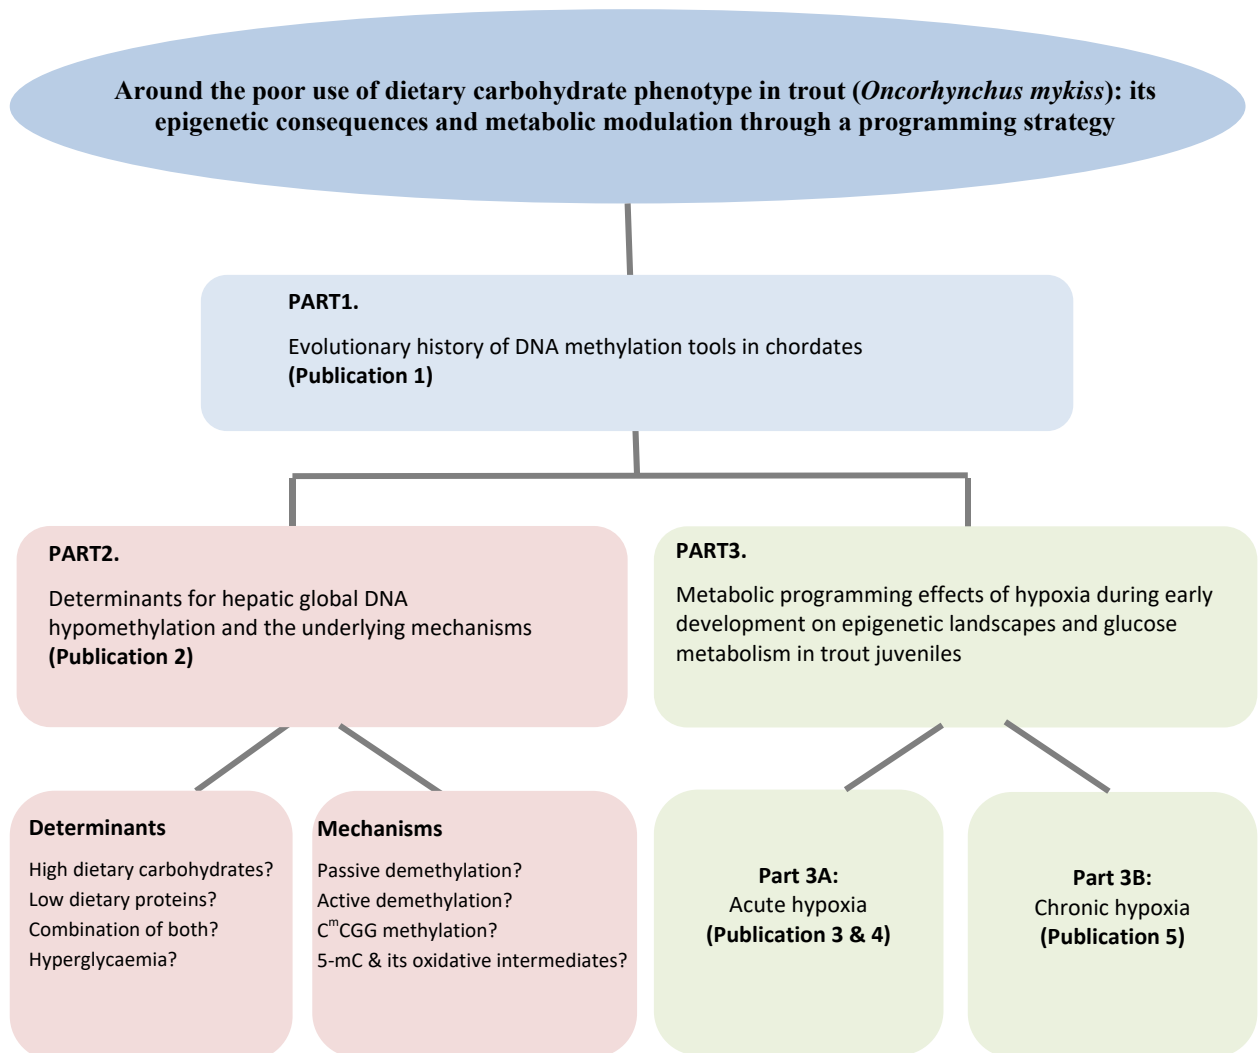 Around the poor use of dietary carbohydrate phenotype in trout (Oncorhynchus mykiss): its
epigenetic consequences and metabolic modulation through a programming strategy
PART1.
Evolutionary history of DNA methylation tools in chordates
(Publication 1)
PART2.
Determinants for hepatic global DNA
hypomethylation and the underlying mechanisms
(Publication 2)
PART3.
Metabolic programming effects of hypoxia during early
development on epigenetic landscapes and glucose
metabolism in trout juveniles
Determinants
High dietary carbohydrates?
Low dietary proteins?
Combination of both?
Hyperglycaemia?
Mechanisms
Passive demethylation?
Active demethylation?
CᵐCGG methylation?
5-mC & its oxidative intermediates?
Part 3A:
Acute hypoxia
(Publication 3 & 4)
Part 3B:
Chronic hypoxia
(Publication 5)